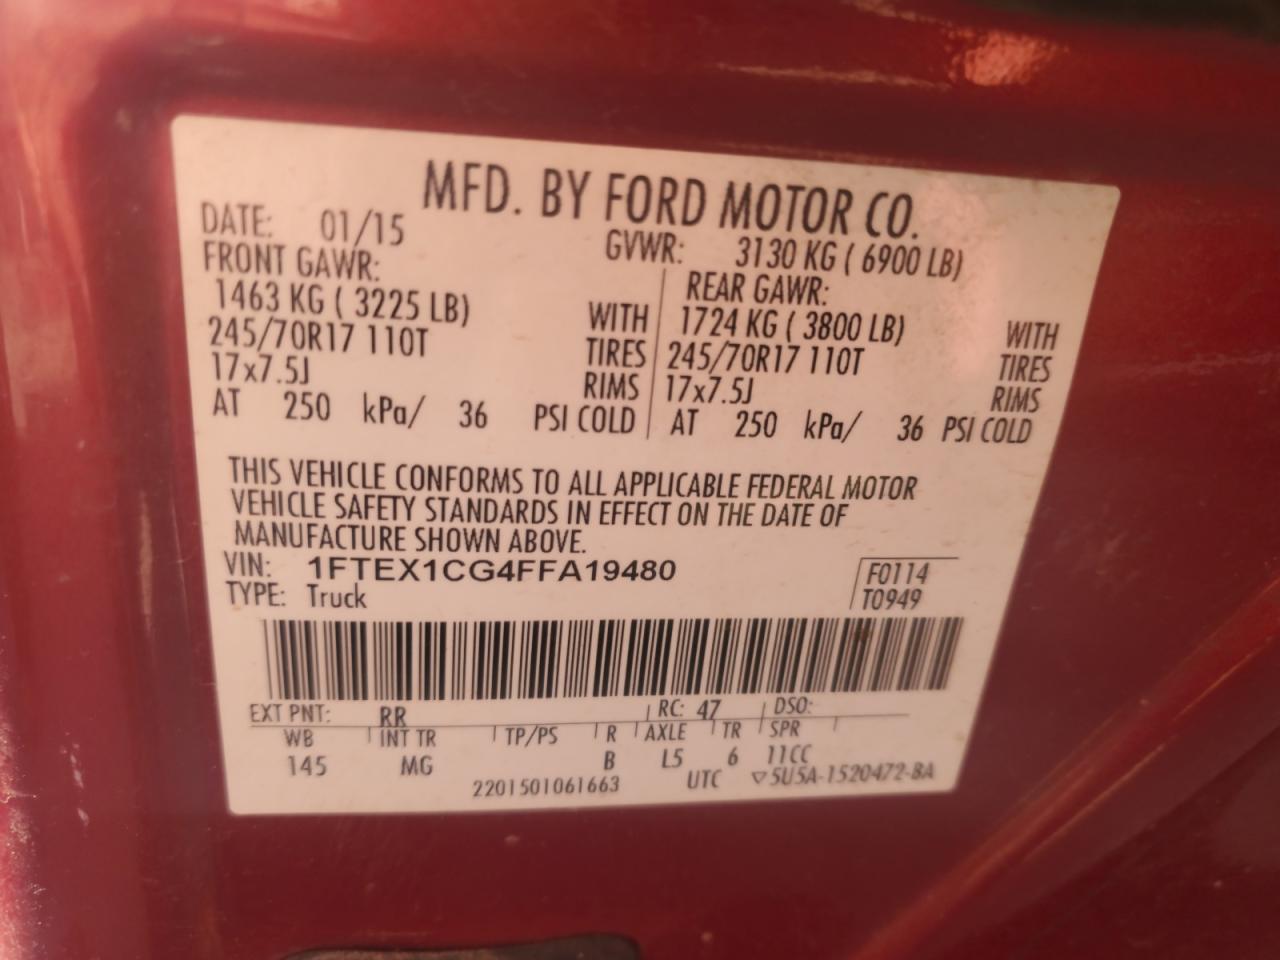 MFD. BY FORD MOTOR CO.
DATE: 01/15 GVWR: 3130 KG ( 6900 LB)
FRONT GAWR: REAR GAWR:
1463 KG ( 3225 LB) WITH 1724 KG ( 3800 LB) WITH
245/70R17 110T TIRES 245/70R17 110T TIRES
17x7.5J RIMS 17x7.5J RIMS
AT 250 kPa/ 36 PSI COLD AT 250 kPa/ 36 PSI COLD
THIS VEHICLE CONFORMS TO ALL APPLICABLE FEDERAL MOTOR
VEHICLE SAFETY STANDARDS IN EFFECT ON THE DATE OF
MANUFACTURE SHOWN ABOVE.
VIN: 1FTEX1CG4FFA19480 F0114
TYPE: Truck T0949
EXT PNT: RR RC: 47 DSO:
WB INT TR TP/PS R AXLE TR SPR
145 MG B L5 6 11CC
2201501061663 UTC ▽5U5A-1520472-BA